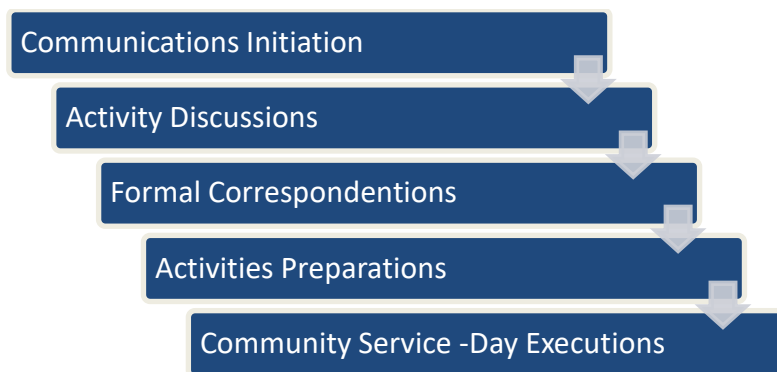 Communications Initiation
Activity Discussions
Formal Correspondentions
Activities Preparations
Community Service -Day Executions